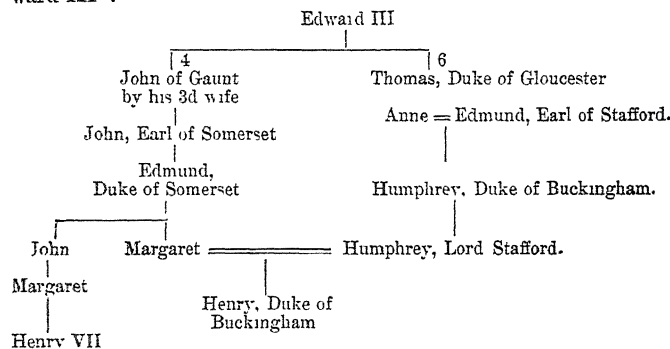 Edward III
4 6
John of Gaunt Thomas, Duke of Gloucester
by his 3d wife
Anne = Edmund, Earl of Stafford.
John, Earl of Somerset
Edmund,
Duke of Somerset Humphrey, Duke of Buckingham.
John Margaret Humphrey, Lord Stafford.
Margaret
Henry, Duke of
Buckingham
Henry VII